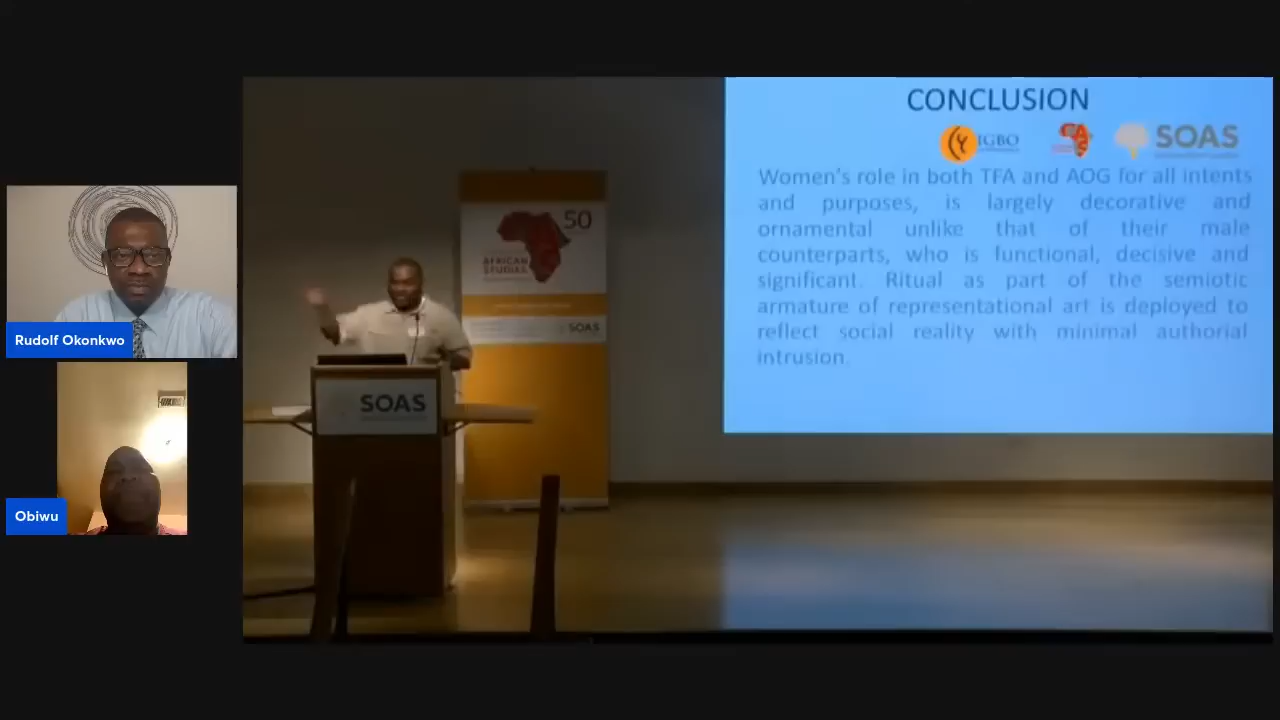 CONCLUSION
IGBO
SOAS
Women's role in both TFA and AOG for all intents
and purposes, is largely decorative and
ornamental unlike that of their male
counterparts, who is functional, decisive and
significant. Ritual as part of the semiotic
armature of representational art is deployed to
reflect social reality with minimal authorial
intrusion.
50
AFRICAN
STUDIES
SOAS
SOAS
Rudolf Okonkwo
Obiwu